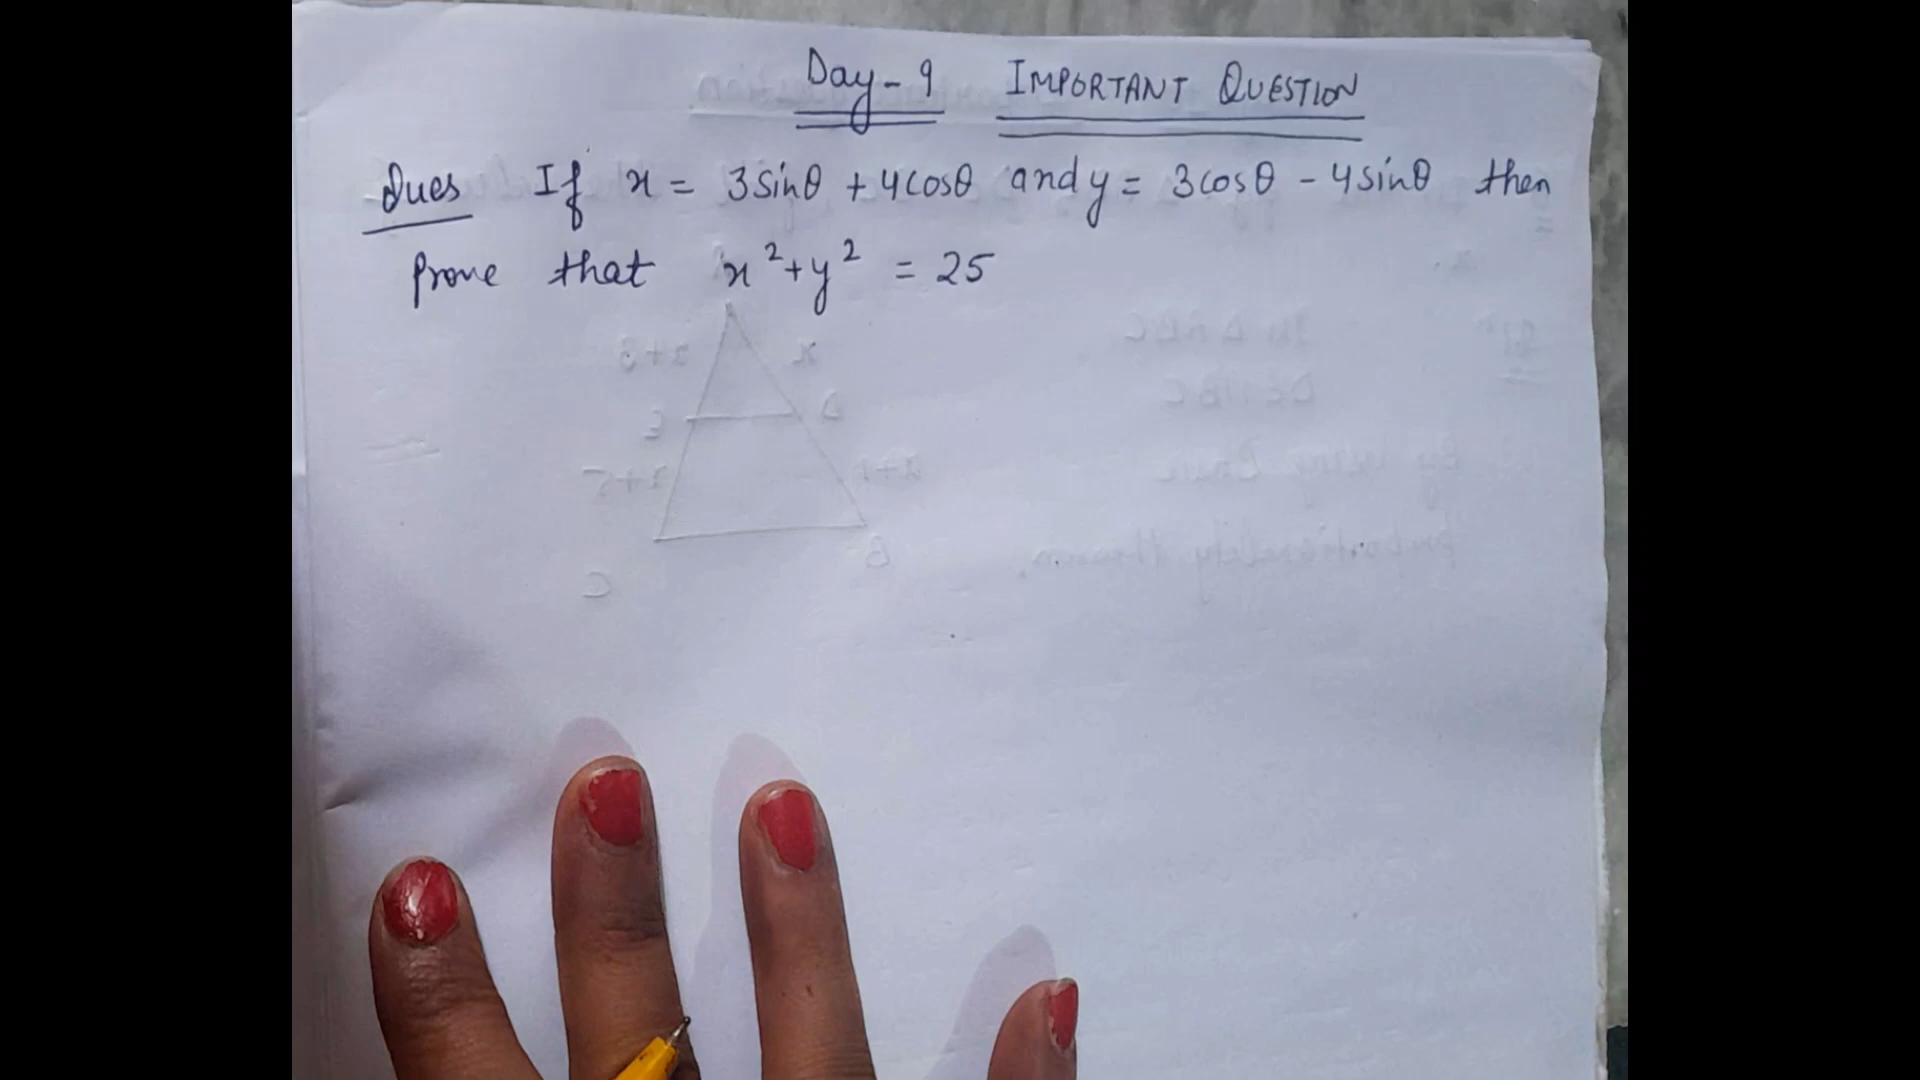 Day-9 IMPORTANT QUESTION
Ques If x = 3sinθ + 4cosθ and y = 3cosθ - 4sinθ then
prove that x² + y² = 25